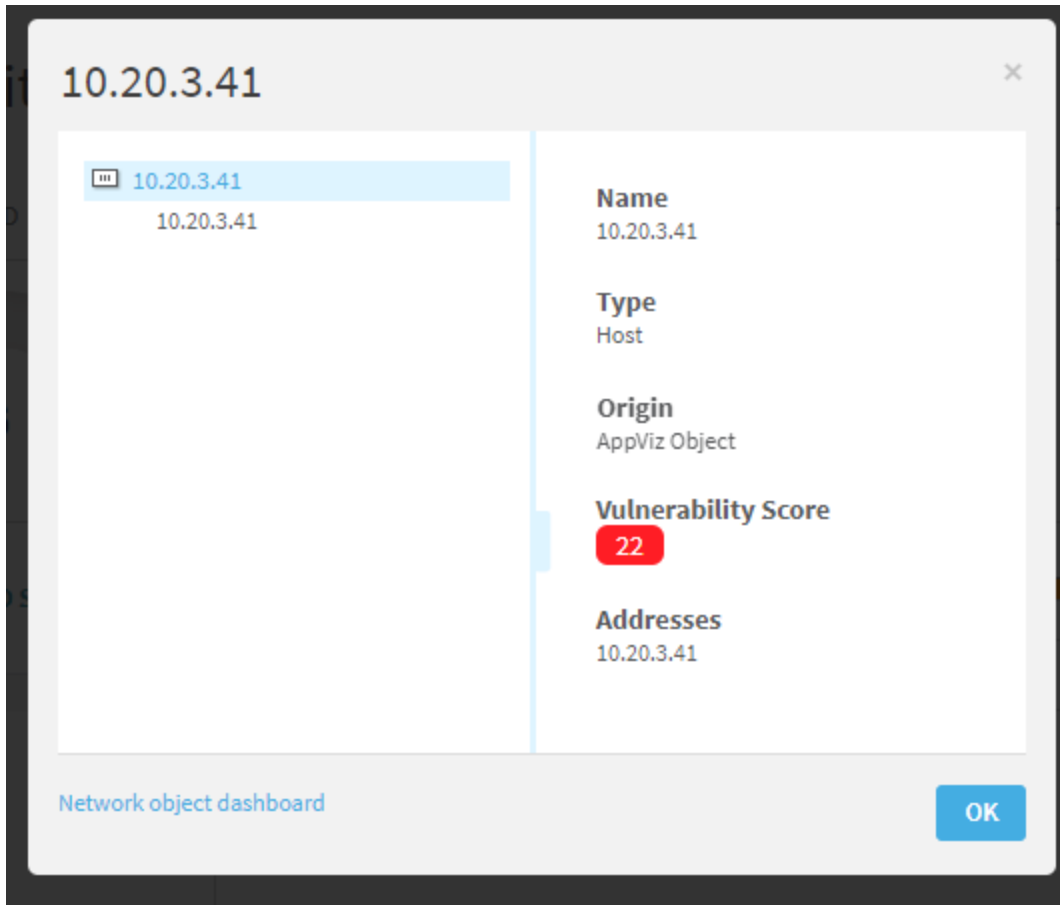 10.20.3.41
×
10.20.3.41
10.20.3.41
Name
10.20.3.41
Type
Host
Origin
AppViz Object
Vulnerability Score
22
Addresses
10.20.3.41
Network object dashboard
OK